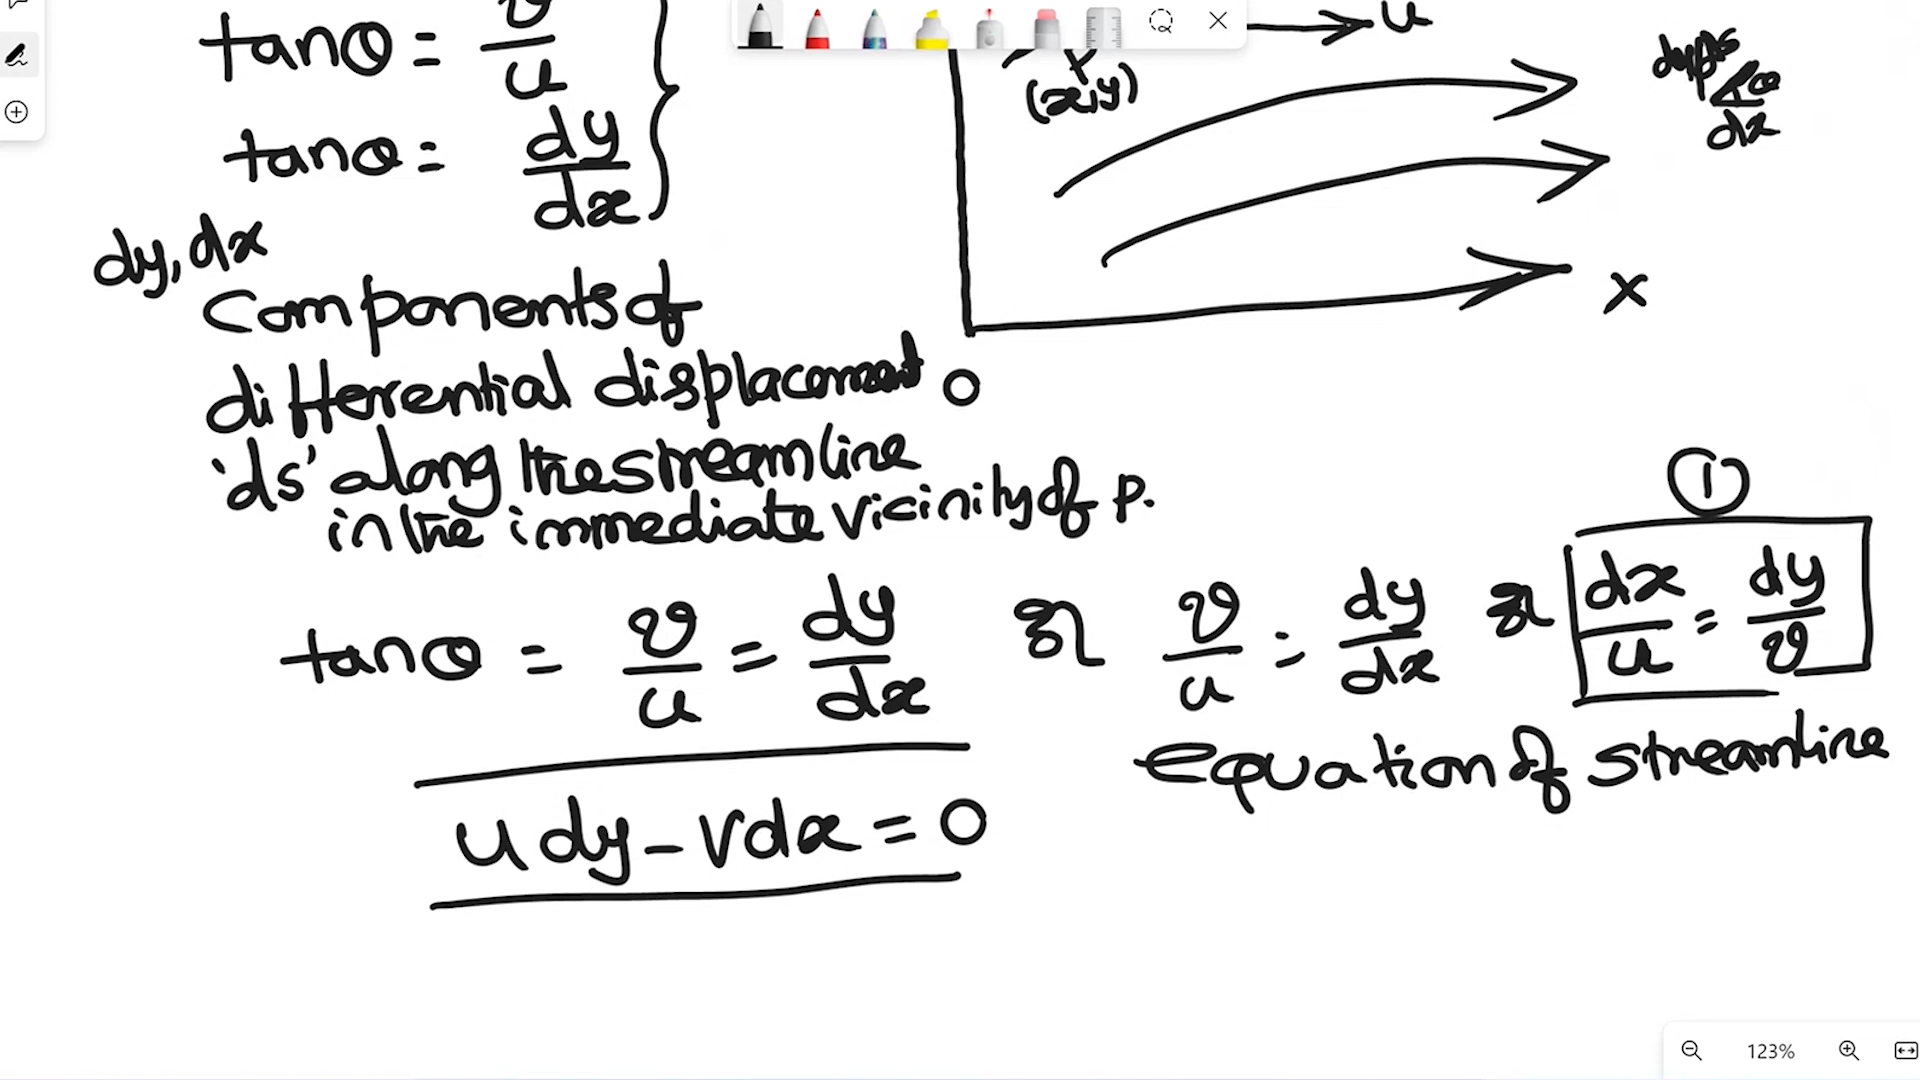 tanθ = v/u
tanθ = dy/dx
dy, dx
Components of
differential displacement
'ds' along the streamline
in the immediate vicinity of P.
u
P
(x,y)
ds
dx
x
O
tanθ = v/u = dy/dx or v/u = dy/dx or dx/u = dy/v
1
equation of streamline
u dy - v dx = 0
123%